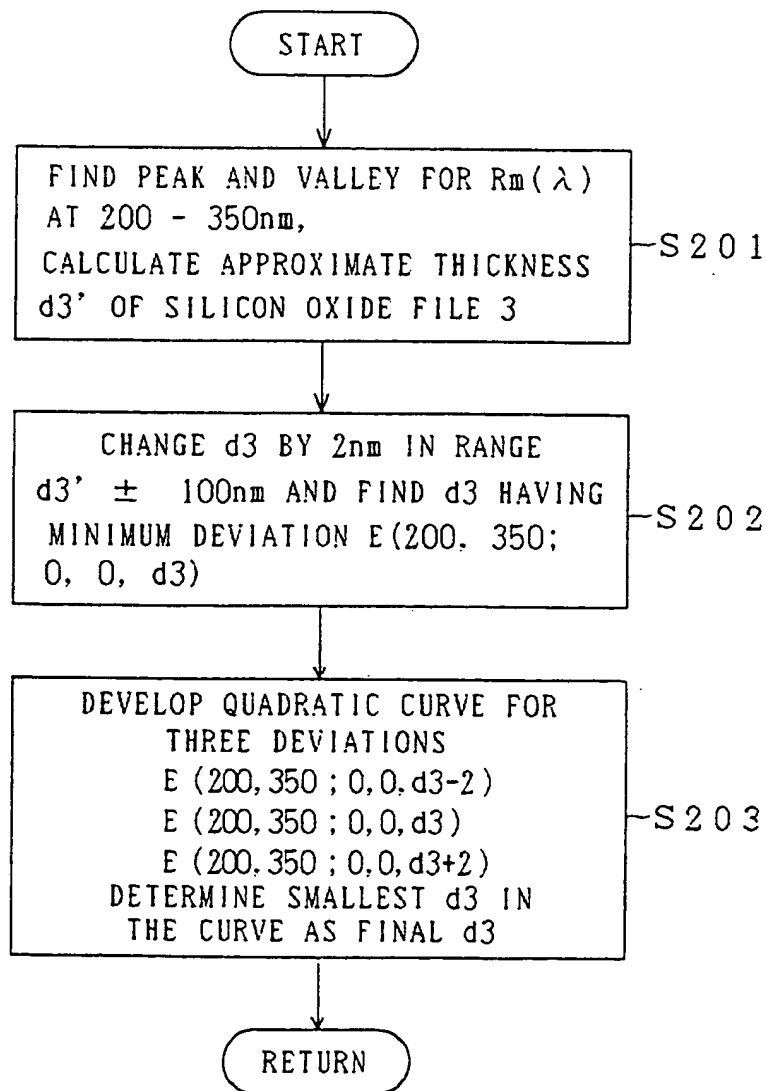 START
FIND PEAK AND VALLEY FOR Rm(λ)
AT 200 - 350nm,
CALCULATE APPROXIMATE THICKNESS
d3' OF SILICON OXIDE FILE 3
S201
CHANGE d3 BY 2nm IN RANGE
d3' ± 100nm AND FIND d3 HAVING
MINIMUM DEVIATION E(200. 350;
0, 0, d3)
S202
DEVELOP QUADRATIC CURVE FOR
THREE DEVIATIONS
E (200,350 ; 0,0,d3-2)
E (200,350 ; 0,0,d3)
E (200,350 ; 0,0,d3+2)
DETERMINE SMALLEST d3 IN
THE CURVE AS FINAL d3
S203
RETURN